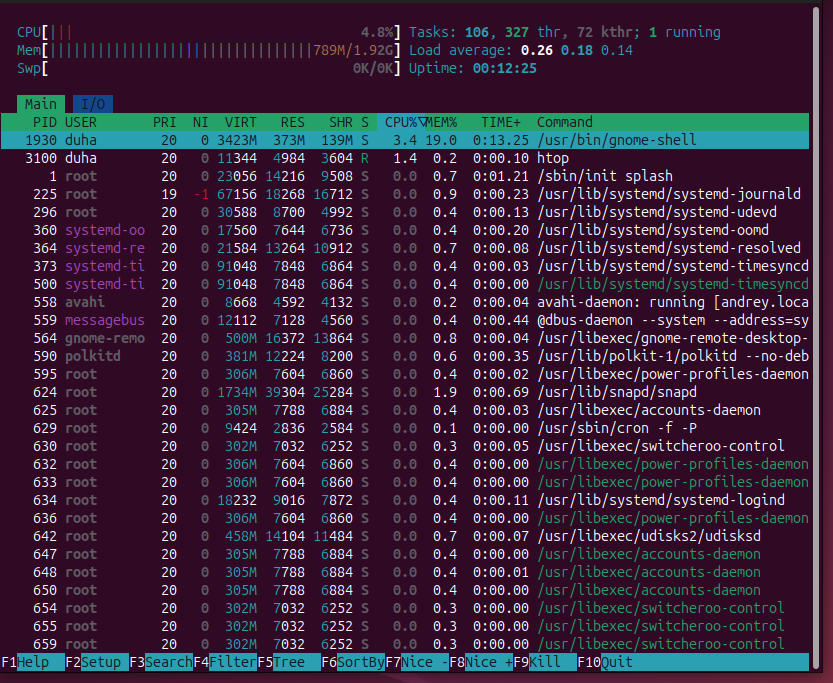 CPU[||| 4.8%] Tasks: 106, 327 thr, 72 kthr; 1 running
Mem[||||||||||||||||||||||||||||||||||789M/1.92G] Load average: 0.26 0.18 0.14
Swp[ 0K/0K] Uptime: 00:12:25
Main I/O
PID USER PRI NI VIRT RES SHR S CPU%▽MEM% TIME+ Command
1930 duha 20 0 3423M 373M 139M S 3.4 19.0 0:13.25 /usr/bin/gnome-shell
3100 duha 20 0 11344 4984 3604 R 1.4 0.2 0:00.10 htop
1 root 20 0 23056 14216 9508 S 0.0 0.7 0:01.21 /sbin/init splash
225 root 19 -1 67156 18268 16712 S 0.0 0.9 0:00.23 /usr/lib/systemd/systemd-journald
296 root 20 0 30588 8700 4992 S 0.0 0.4 0:00.13 /usr/lib/systemd/systemd-udevd
360 systemd-oo 20 0 17560 7644 6736 S 0.0 0.4 0:00.20 /usr/lib/systemd/systemd-oomd
364 systemd-re 20 0 21584 13264 10912 S 0.0 0.7 0:00.08 /usr/lib/systemd/systemd-resolved
373 systemd-ti 20 0 91048 7848 6864 S 0.0 0.4 0:00.03 /usr/lib/systemd/systemd-timesyncd
500 systemd-ti 20 0 91048 7848 6864 S 0.0 0.4 0:00.00 /usr/lib/systemd/systemd-timesyncd
558 avahi 20 0 8668 4592 4132 S 0.0 0.2 0:00.04 avahi-daemon: running [andrey.loca
559 messagebus 20 0 12112 7128 4560 S 0.0 0.4 0:00.44 @dbus-daemon --system --address=sy
564 gnome-remo 20 0 500M 16372 13864 S 0.0 0.8 0:00.04 /usr/libexec/gnome-remote-desktop-
590 polkitd 20 0 381M 12224 8200 S 0.0 0.6 0:00.35 /usr/lib/polkit-1/polkitd --no-deb
595 root 20 0 306M 7604 6860 S 0.0 0.4 0:00.02 /usr/libexec/power-profiles-daemon
624 root 20 0 1734M 39304 25284 S 0.0 1.9 0:00.69 /usr/lib/snapd/snapd
625 root 20 0 305M 7788 6884 S 0.0 0.4 0:00.03 /usr/libexec/accounts-daemon
629 root 20 0 9424 2836 2584 S 0.0 0.1 0:00.00 /usr/sbin/cron -f -P
630 root 20 0 302M 7032 6252 S 0.0 0.3 0:00.05 /usr/libexec/switcheroo-control
632 root 20 0 306M 7604 6860 S 0.0 0.4 0:00.00 /usr/libexec/power-profiles-daemon
633 root 20 0 306M 7604 6860 S 0.0 0.4 0:00.00 /usr/libexec/power-profiles-daemon
634 root 20 0 18232 9016 7872 S 0.0 0.4 0:00.11 /usr/lib/systemd/systemd-logind
636 root 20 0 306M 7604 6860 S 0.0 0.4 0:00.00 /usr/libexec/power-profiles-daemon
642 root 20 0 458M 14104 11484 S 0.0 0.7 0:00.07 /usr/libexec/udisks2/udisksd
647 root 20 0 305M 7788 6884 S 0.0 0.4 0:00.00 /usr/libexec/accounts-daemon
648 root 20 0 305M 7788 6884 S 0.0 0.4 0:00.01 /usr/libexec/accounts-daemon
650 root 20 0 305M 7788 6884 S 0.0 0.4 0:00.00 /usr/libexec/accounts-daemon
654 root 20 0 302M 7032 6252 S 0.0 0.3 0:00.00 /usr/libexec/switcheroo-control
655 root 20 0 302M 7032 6252 S 0.0 0.3 0:00.00 /usr/libexec/switcheroo-control
659 root 20 0 302M 7032 6252 S 0.0 0.3 0:00.00 /usr/libexec/switcheroo-control
F1Help F2Setup F3SearchF4FilterF5Tree F6SortByF7Nice -F8Nice +F9Kill F10Quit